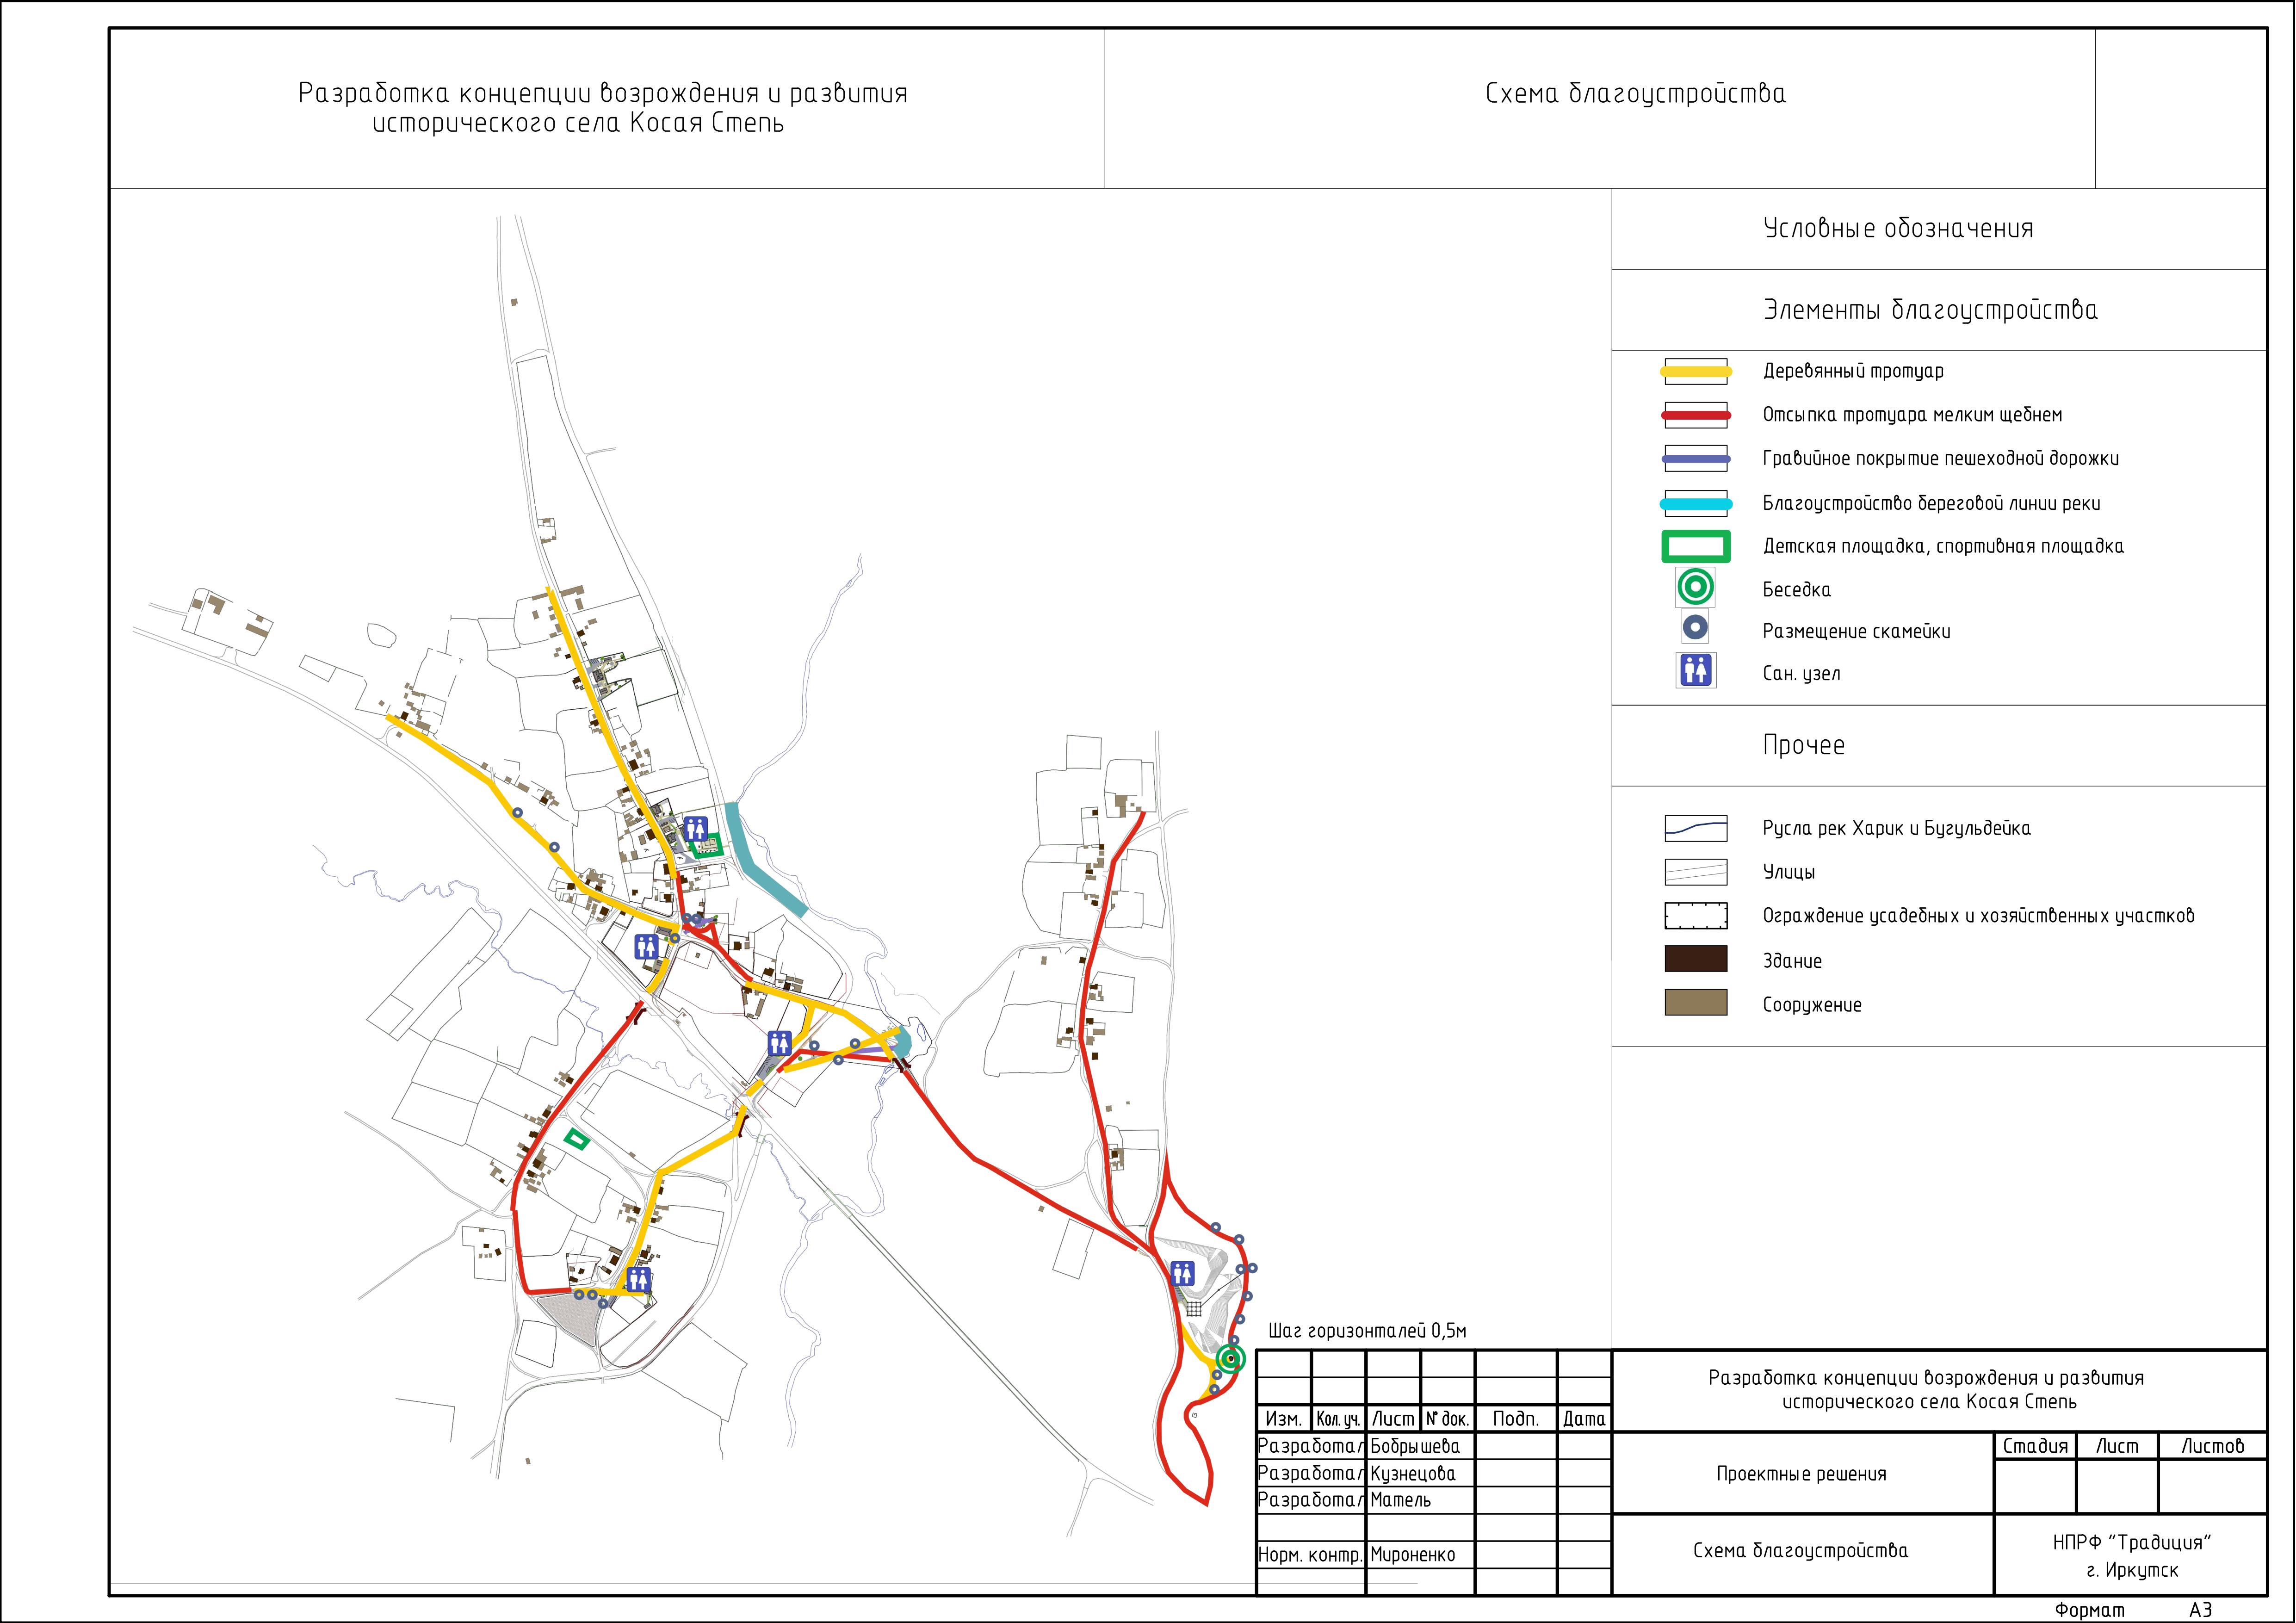 Разработка концепции возрождения и развития
исторического села Косая Степь
Схема благоустройства
Условные обозначения
Элементы благоустройства
Деревянный тротуар
Отсыпка тротуара мелким щебнем
Гравийное покрытие пешеходной дорожки
Благоустройство береговой линии реки
Детская площадка, спортивная площадка
Беседка
Размещение скамейки
Сан. узел
Прочее
Русла рек Харик и Бугульдейка
Улицы
Ограждение усадебных и хозяйственных участков
Здание
Сооружение
Шаг горизонталей 0,5м
Изм. Кол. уч. Лист № док. Подп. Дата
Разработал Бобрышева
Разработал Кузнецова
Разработал Матель
Норм. контр. Мироненко
Разработка концепции возрождения и развития
исторического села Косая Степь
Проектные решения
Стадия Лист Листов
Схема благоустройства
НПРФ "Традиция"
г. Иркутск
Формат А3